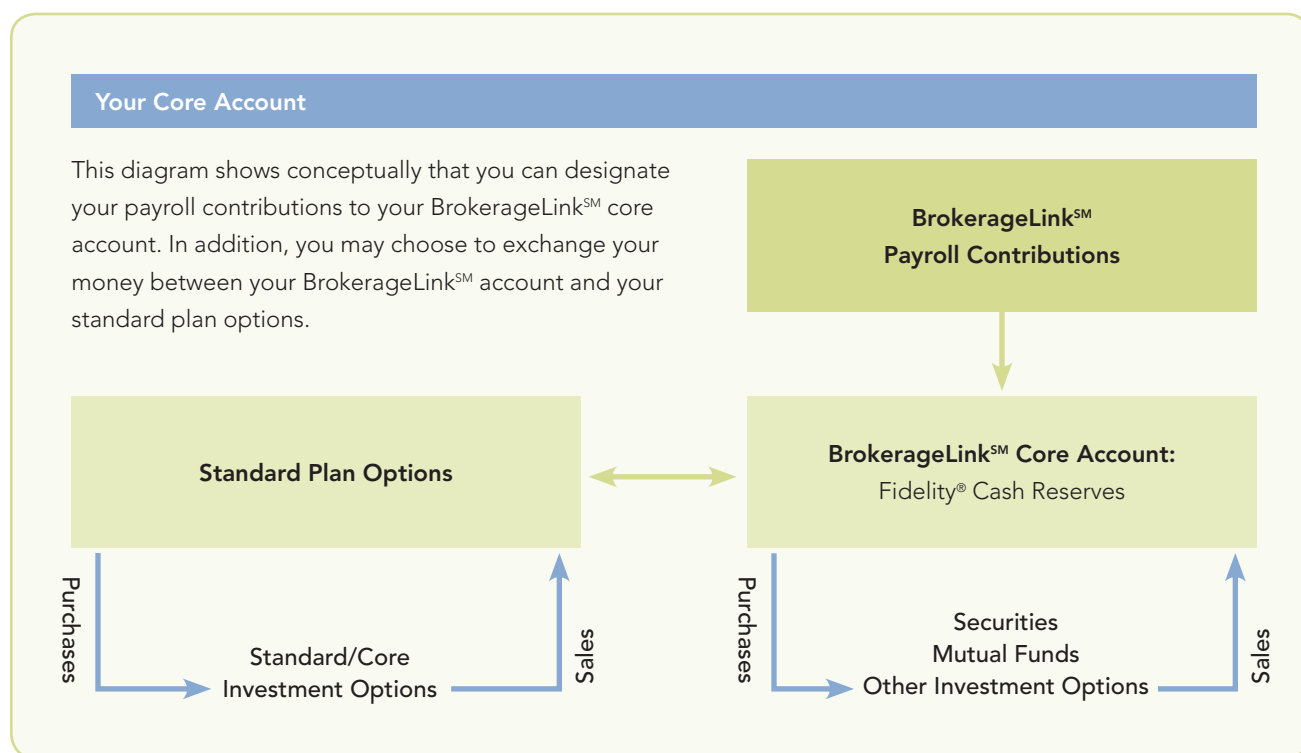 Your Core Account
This diagram shows conceptually that you can designate
your payroll contributions to your BrokerageLink℠ core
account. In addition, you may choose to exchange your
money between your BrokerageLink℠ account and your
standard plan options.
BrokerageLink℠
Payroll Contributions
Standard Plan Options
BrokerageLink℠ Core Account:
Fidelity® Cash Reserves
Purchases
Standard/Core
Investment Options
Sales
Purchases
Securities
Mutual Funds
Other Investment Options
Sales